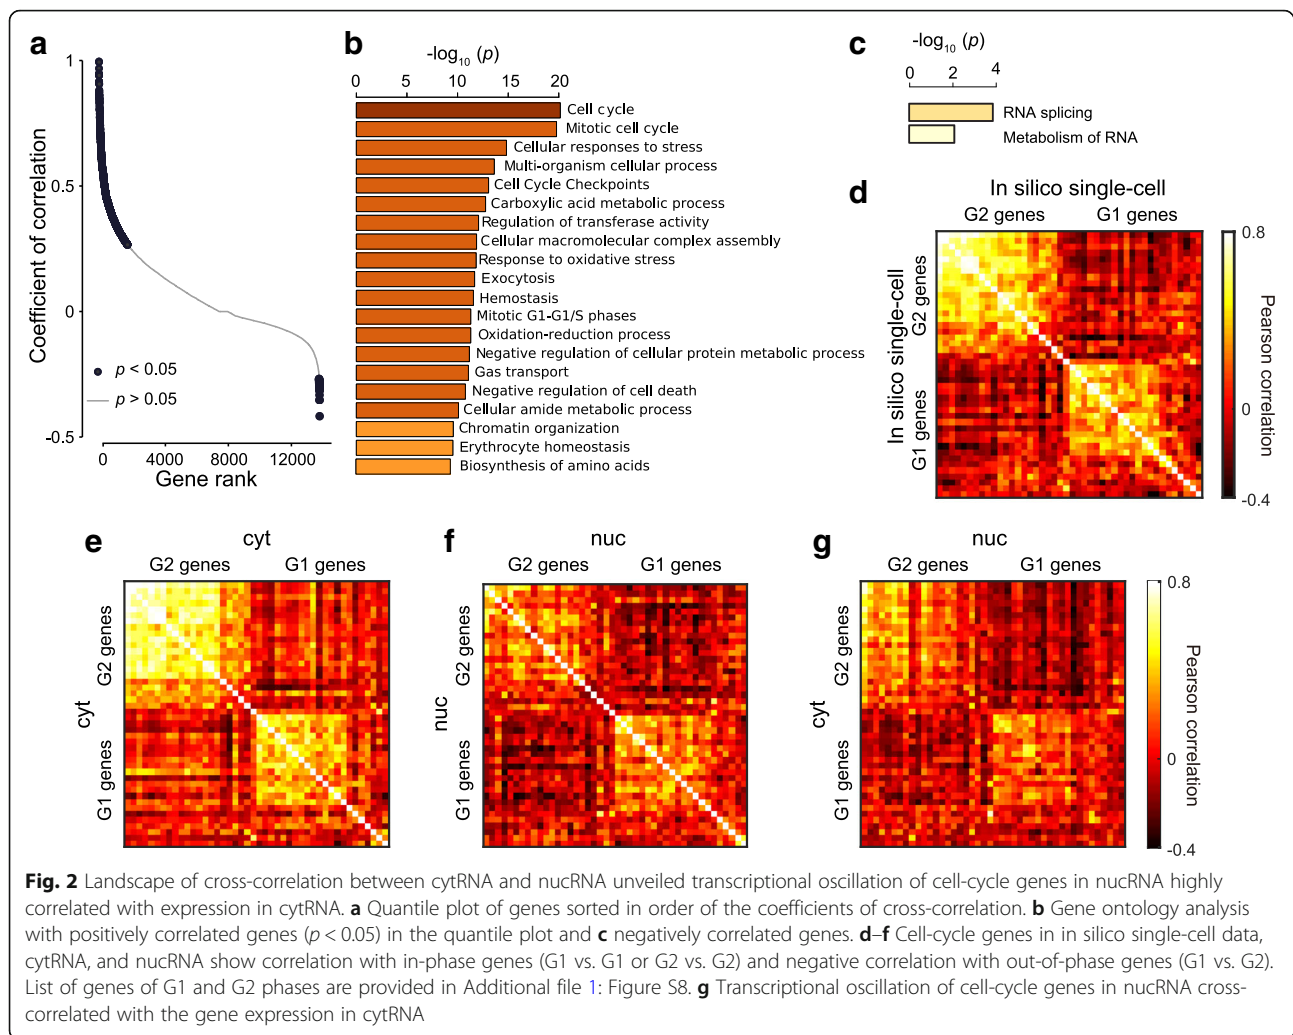 a
1
0.5
0
-0.5
Coefficient of correlation
p < 0.05
p > 0.05
0 4000 8000 12000
Gene rank
b
-log10 (p)
0 5 10 15 20
Cell cycle
Mitotic cell cycle
Cellular responses to stress
Multi-organism cellular process
Cell Cycle Checkpoints
Carboxylic acid metabolic process
Regulation of transferase activity
Cellular macromolecular complex assembly
Response to oxidative stress
Exocytosis
Hemostasis
Mitotic G1-G1/S phases
Oxidation-reduction process
Negative regulation of cellular protein metabolic process
Gas transport
Negative regulation of cell death
Cellular amide metabolic process
Chromatin organization
Erythrocyte homeostasis
Biosynthesis of amino acids
c
-log10 (p)
0 2 4
RNA splicing
Metabolism of RNA
d
In silico single-cell
G2 genes G1 genes
In silico single-cell
G2 genes
G1 genes
0.8
0
-0.4
Pearson correlation
e
cyt
G2 genes G1 genes
cyt
G2 genes
G1 genes
f
nuc
G2 genes G1 genes
nuc
G2 genes
G1 genes
g
nuc
G2 genes G1 genes
cyt
G2 genes
G1 genes
0.8
0
-0.4
Pearson correlation
Fig. 2 Landscape of cross-correlation between cytRNA and nucRNA unveiled transcriptional oscillation of cell-cycle genes in nucRNA highly
correlated with expression in cytRNA. a Quantile plot of genes sorted in order of the coefficients of cross-correlation. b Gene ontology analysis
with positively correlated genes (p < 0.05) in the quantile plot and c negatively correlated genes. d–f Cell-cycle genes in in silico single-cell data,
cytRNA, and nucRNA show correlation with in-phase genes (G1 vs. G1 or G2 vs. G2) and negative correlation with out-of-phase genes (G1 vs. G2).
List of genes of G1 and G2 phases are provided in Additional file 1: Figure S8. g Transcriptional oscillation of cell-cycle genes in nucRNA cross-
correlated with the gene expression in cytRNA